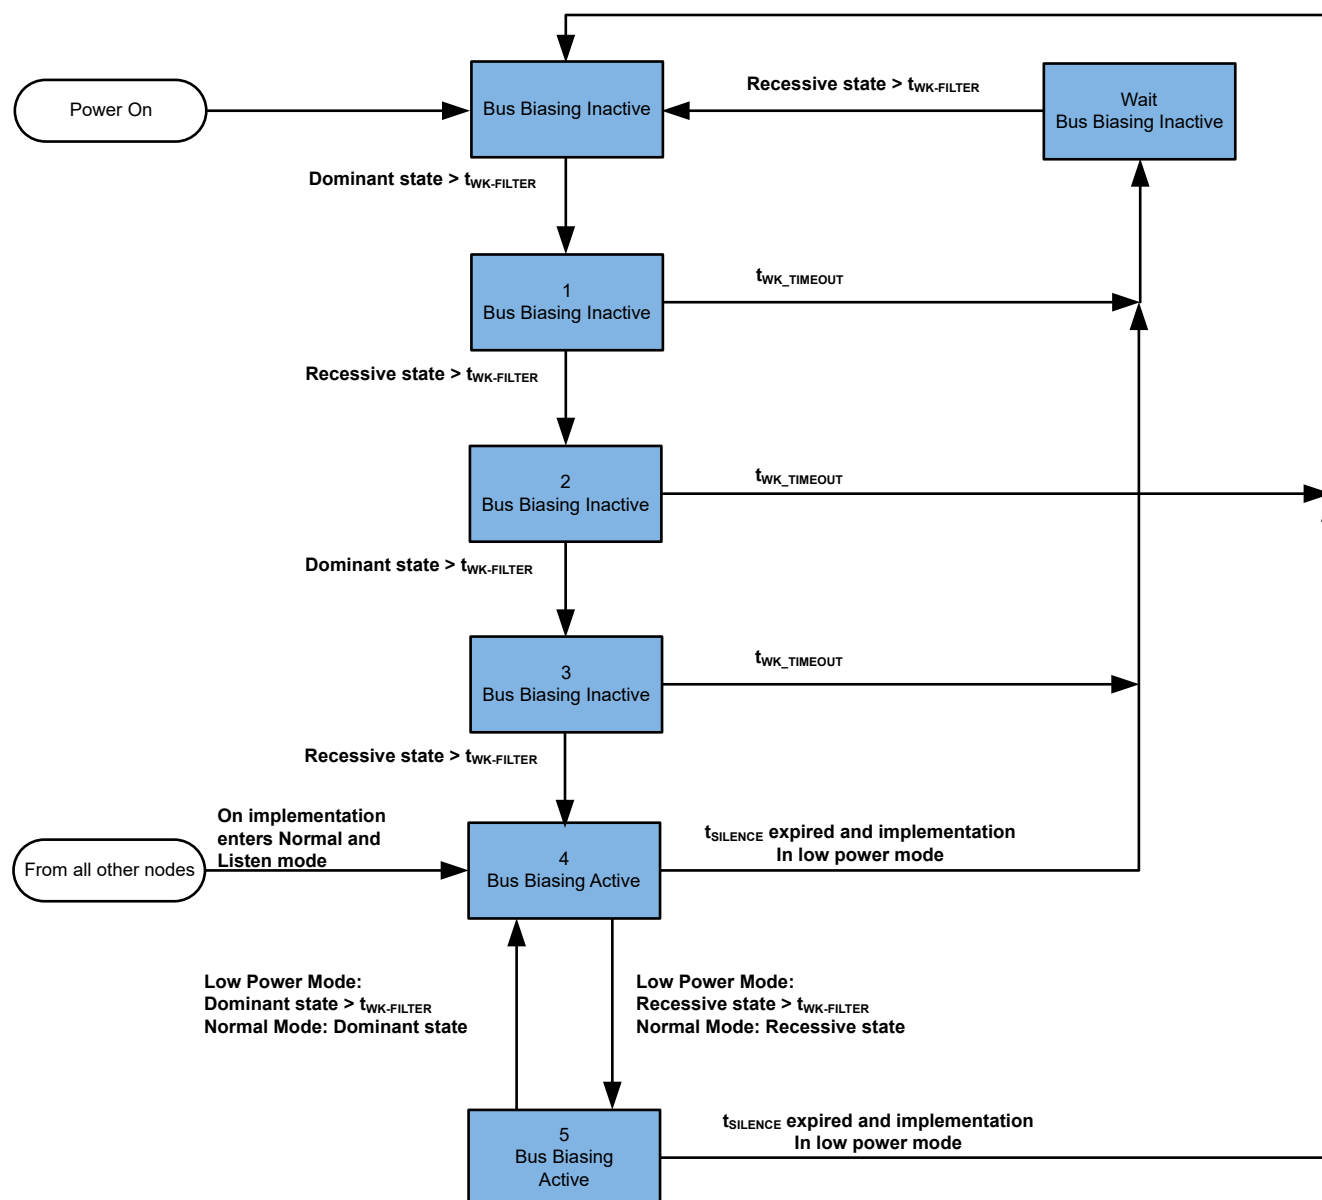 Power On
Bus Biasing Inactive
Recessive state > tWK-FILTER
Wait
Bus Biasing Inactive
Dominant state > tWK-FILTER
1
Bus Biasing Inactive
tWK_TIMEOUT
Recessive state > tWK-FILTER
2
Bus Biasing Inactive
tWK_TIMEOUT
Dominant state > tWK-FILTER
3
Bus Biasing Inactive
tWK_TIMEOUT
Recessive state > tWK-FILTER
On implementation
enters Normal and
Listen mode
From all other nodes
4
Bus Biasing Active
tSILENCE expired and implementation
In low power mode
Low Power Mode:
Dominant state > tWK-FILTER
Normal Mode: Dominant state
Low Power Mode:
Recessive state > tWK-FILTER
Normal Mode: Recessive state
5
Bus Biasing
Active
tSILENCE expired and implementation
In low power mode